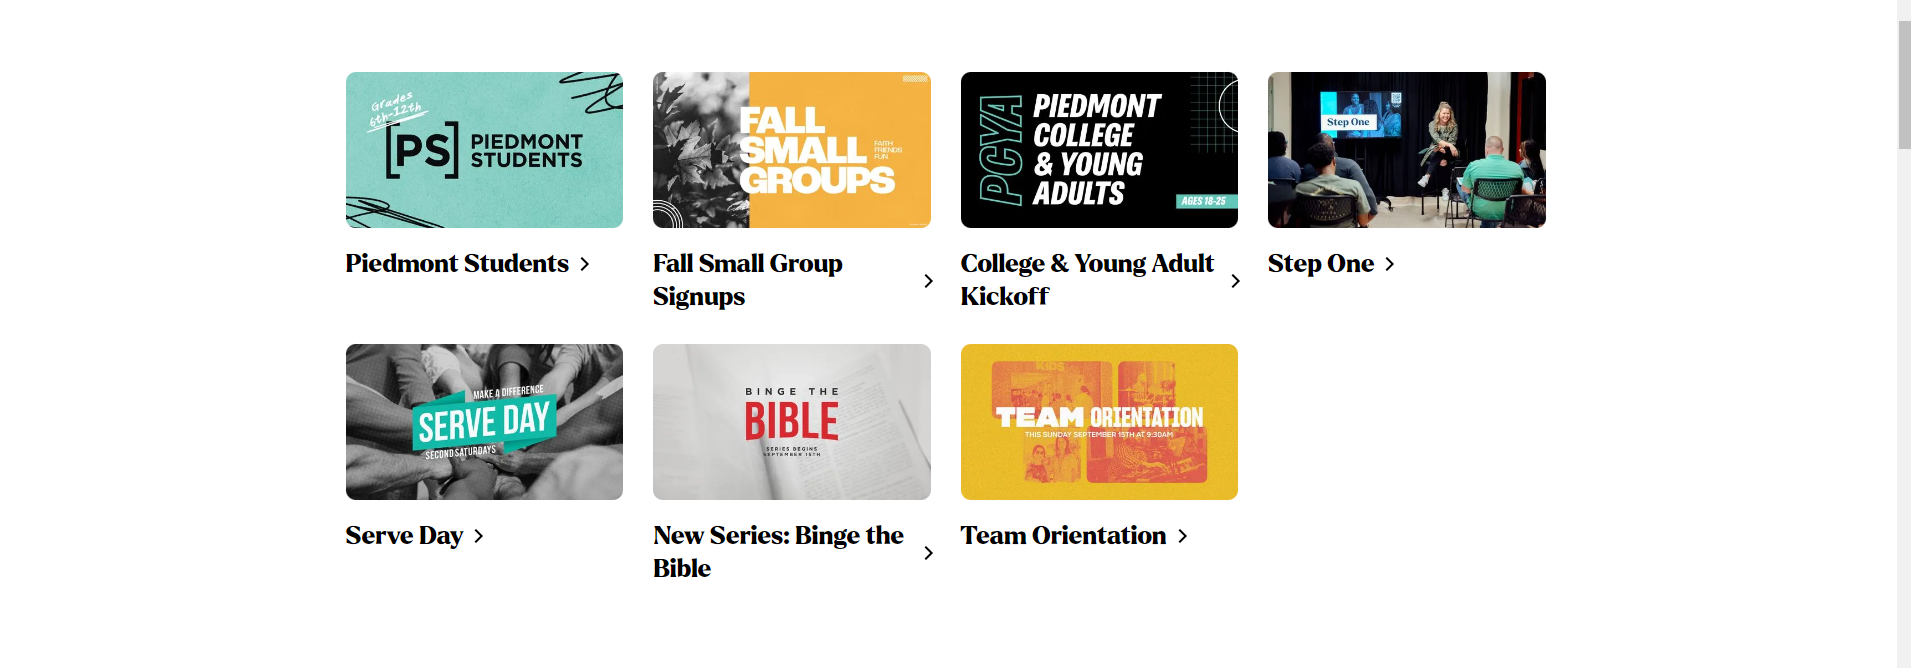 Grades
6th-12th
[PS] PIEDMONT
STUDENTS
FALL
SMALL
GROUPS
FAITH
FRIENDS
FUN
PCYA
PIEDMONT
COLLEGE
& YOUNG
ADULTS
AGES 18-25
Step One
Piedmont Students
Fall Small Group
Signups
College & Young Adult
Kickoff
Step One
MAKE A DIFFERENCE
SERVE DAY
SECOND SATURDAYS
BINGE THE
BIBLE
SERIES BEGINS
SEPTEMBER 15TH
KIDS
TEAM ORIENTATION
THIS SUNDAY SEPTEMBER 15TH AT 9:30AM
Serve Day
New Series: Binge the
Bible
Team Orientation